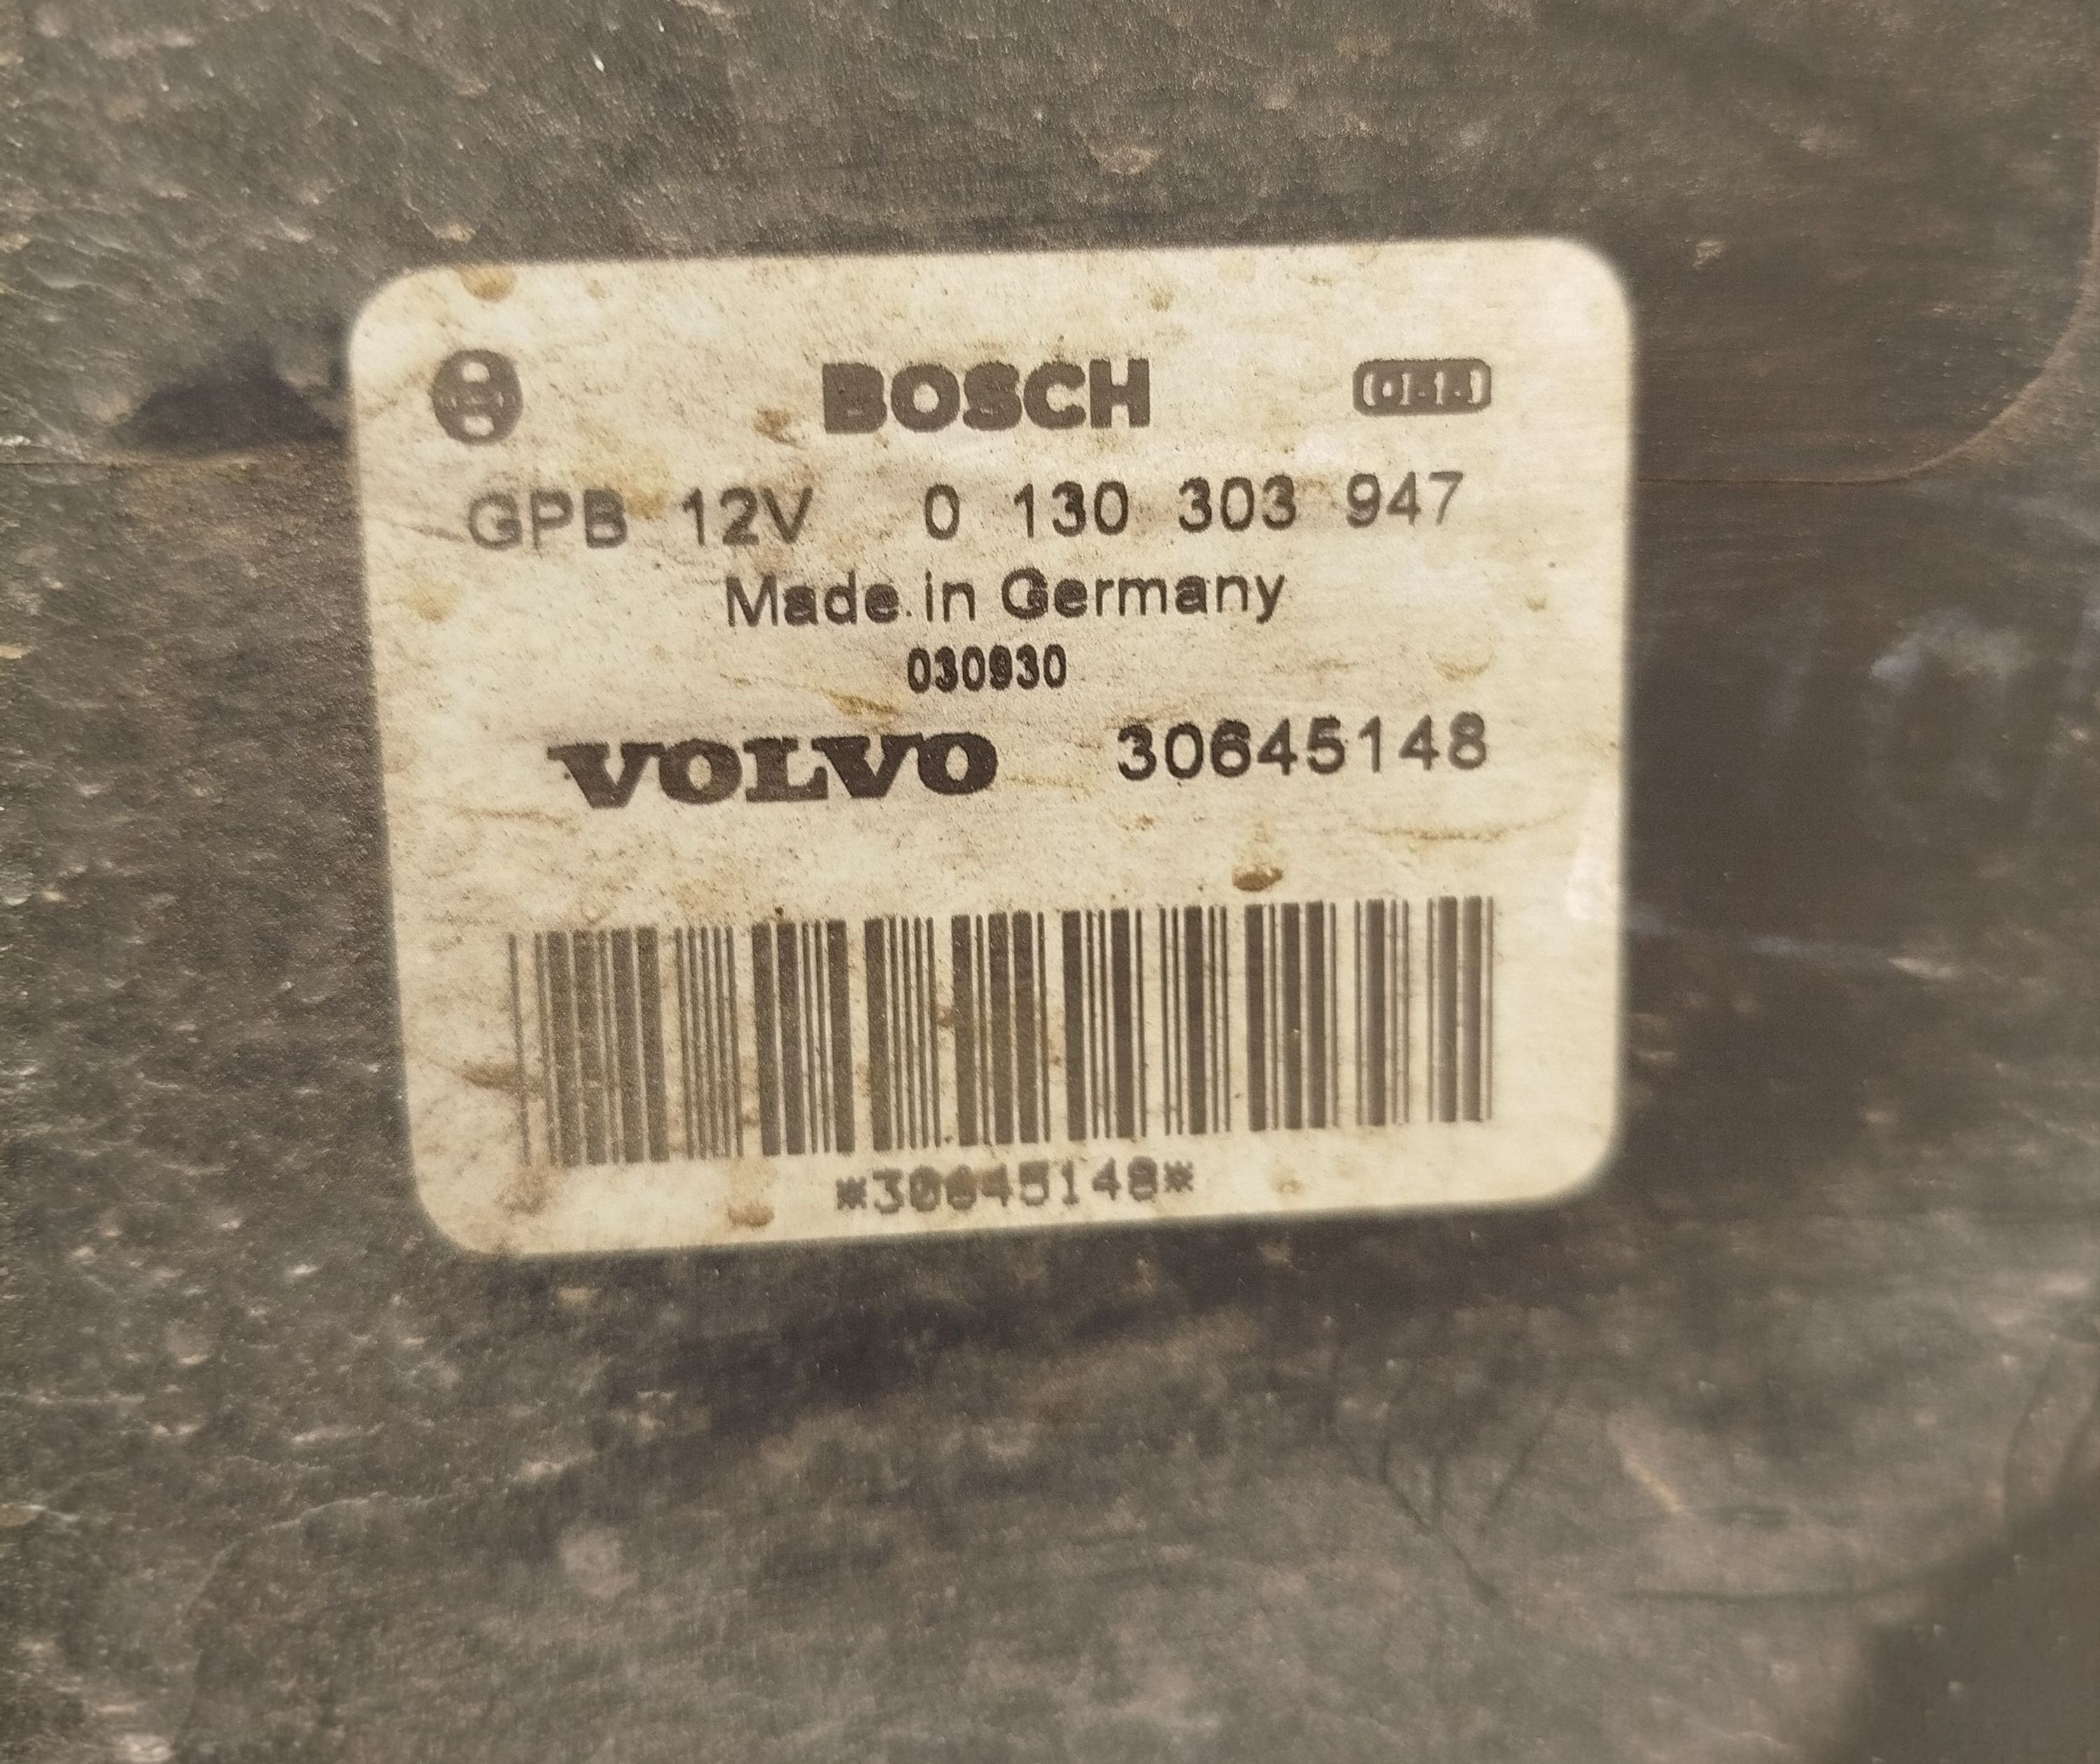 BOSCH
GPB 12V 0 130 303 947
Made in Germany
030930
VOLVO 30645148
*30645148*